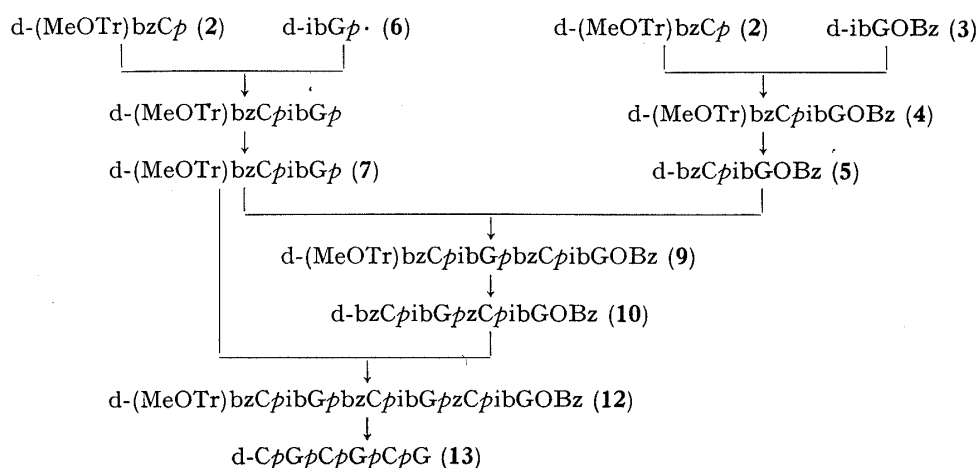 d-(MeOTr)bzCp (2) d-ibGp· (6) d-(MeOTr)bzCp (2) d-ibGOBz (3)
d-(MeOTr)bzCpibGp d-(MeOTr)bzCpibGOBz (4)
d-(MeOTr)bzCpibGp (7) d-bzCpibGOBz (5)
d-(MeOTr)bzCpibGpbzCpibGOBz (9)
d-bzCpibGpzCpibGOBz (10)
d-(MeOTr)bzCpibGpbzCpibGpzCpibGOBz (12)
d-CpGpCpGpCpG (13)